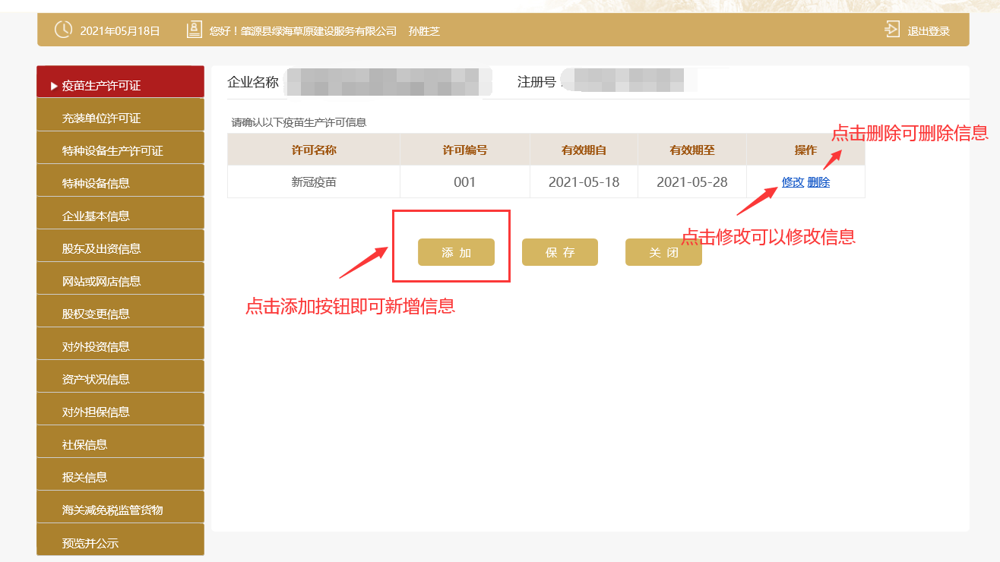 2021年05月18日 您好！肇源县绿海草原建设服务有限公司 孙胜芝 退出登录
疫苗生产许可证
充装单位许可证
特种设备生产许可证
特种设备信息
企业基本信息
股东及出资信息
网站或网店信息
股权变更信息
对外投资信息
资产状况信息
对外担保信息
社保信息
报关信息
海关减免税监管货物
预览并公示
企业名称 注册号
请确认以下疫苗生产许可信息
点击删除可删除信息
许可名称 许可编号 有效期自 有效期至 操作
新冠疫苗 001 2021-05-18 2021-05-28 修改 删除
点击修改可以修改信息
添 加 保 存 关 闭
点击添加按钮即可新增信息